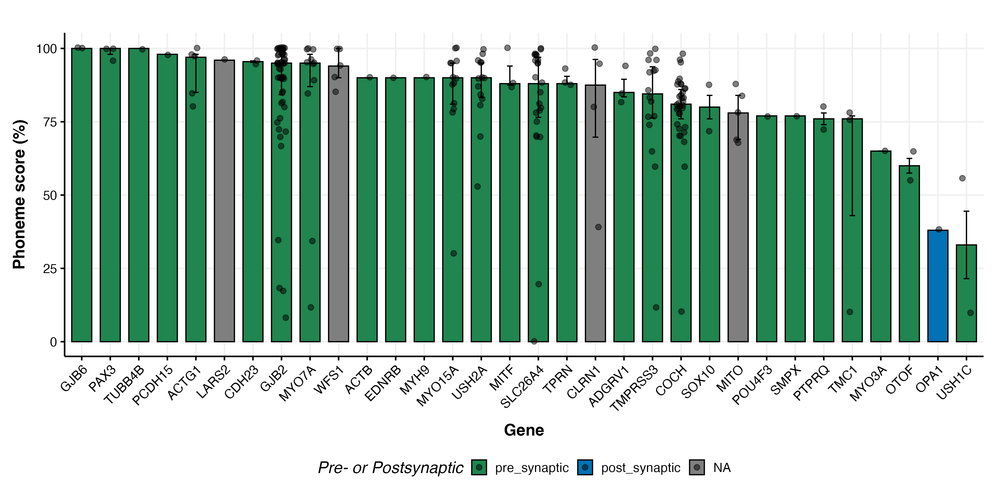 Phoneme score (%)
100
75
50
25
0
GJB6
PAX3
TUBB4B
PCDH15
ACTG1
LARS2
CDH23
GJB2
MYO7A
WFS1
ACTB
EDNRB
MYH9
MYO15A
USH2A
MITF
SLC26A4
TPRN
CLRN1
ADGRV1
TMPRSS3
COCH
SOX10
MITO
POU4F3
SMPX
PTPRQ
TMC1
MYO3A
OTOF
OPA1
USH1C
Gene
Pre- or Postsynaptic pre_synaptic post_synaptic NA